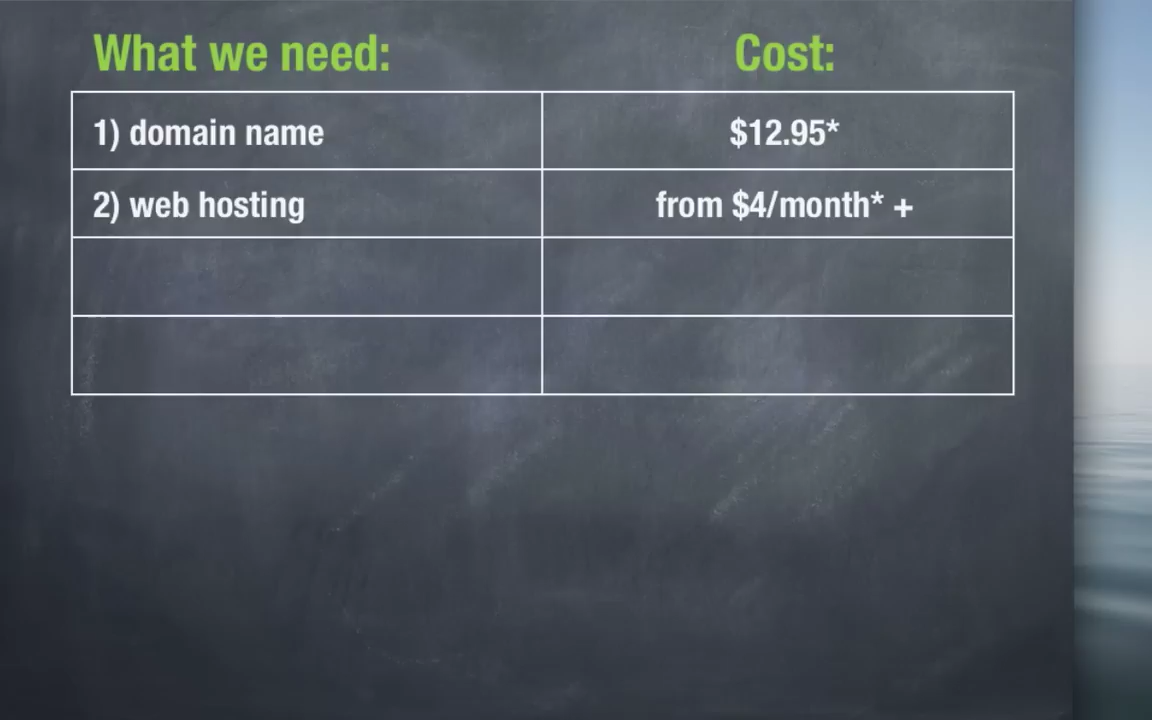 What we need: Cost:
1) domain name $12.95*
2) web hosting from $4/month* +